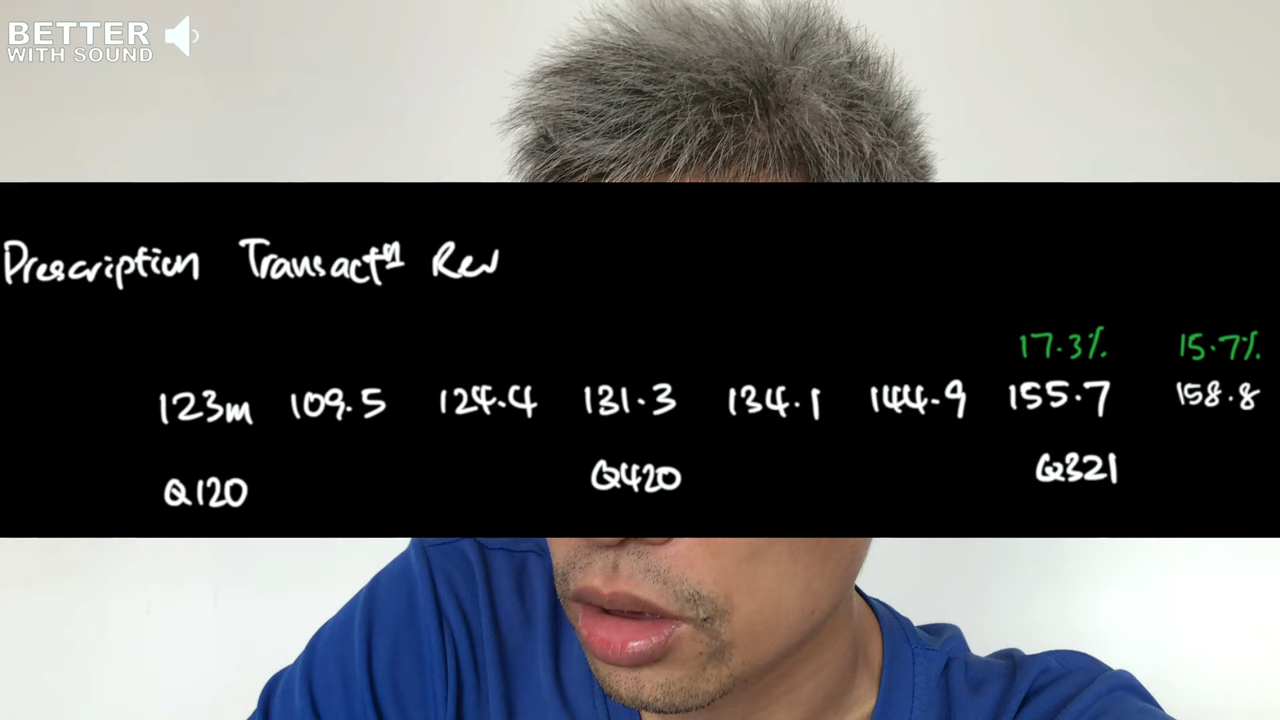 BETTER
WITH SOUND
Prescription Transactn Rev
17.3% 15.7%
123m 109.5 124.4 131.3 134.1 144.9 155.7 158.8
Q120 Q420 Q321